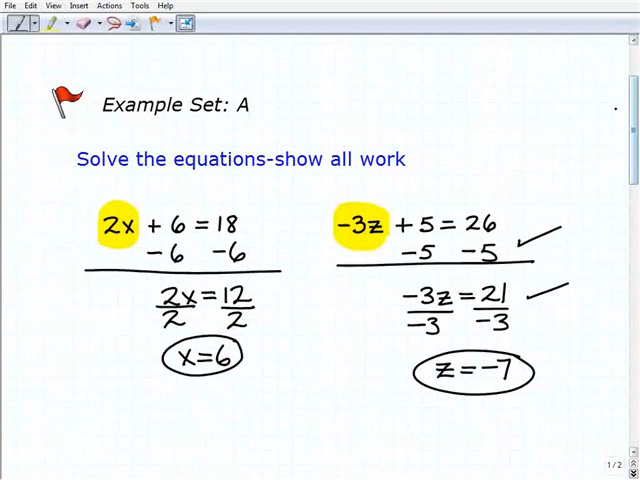 File Edit View Insert Actions Tools Help
Example Set: A
Solve the equations-show all work
2x + 6 = 18
- 6 - 6
2x = 12
2 2
x = 6
-3z + 5 = 26
- 5 - 5
-3z = 21
-3 -3
z = -7
1/2